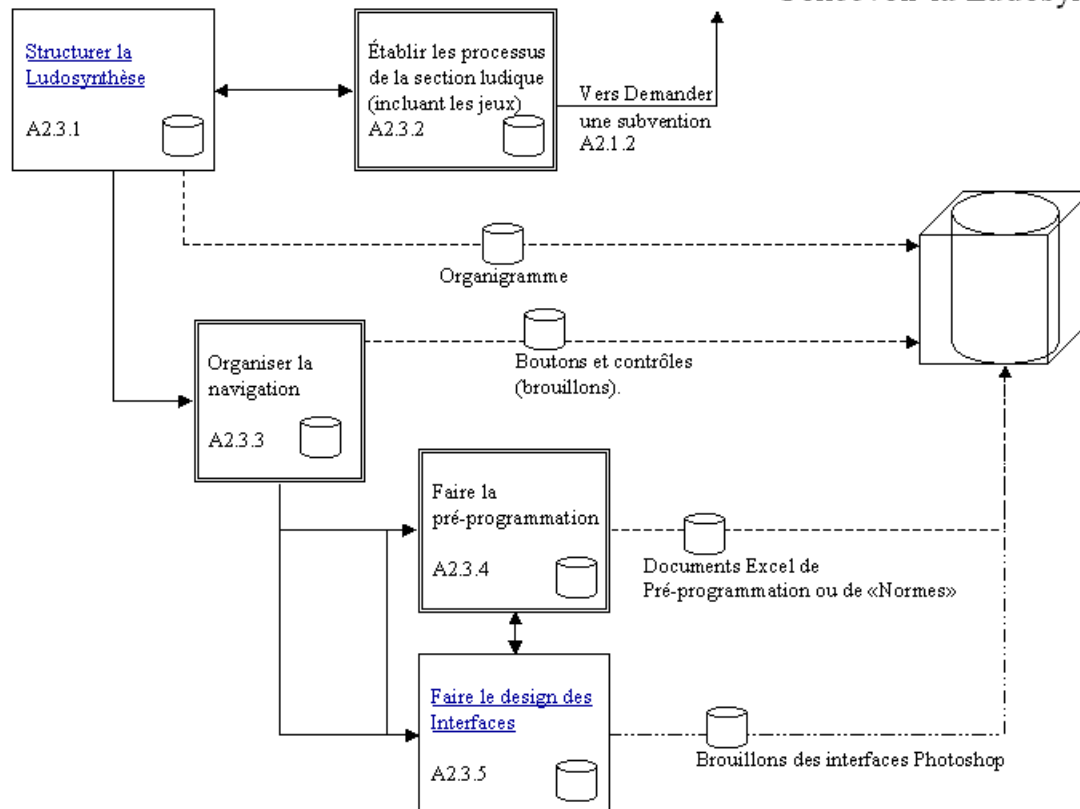 Structurer la
Ludosynthèse
A2.3.1
Établir les processus
de la section ludique
(incluant les jeux)
A2.3.2
Vers Demander
une subvention
A2.1.2
Organigramme
Organiser la
navigation
A2.3.3
Boutons et contrôles
(brouillons).
Faire la
pré-programmation
A2.3.4
Documents Excel de
Pré-programmation ou de «Normes»
Faire le design des
Interfaces
A2.3.5
Brouillons des interfaces Photoshop